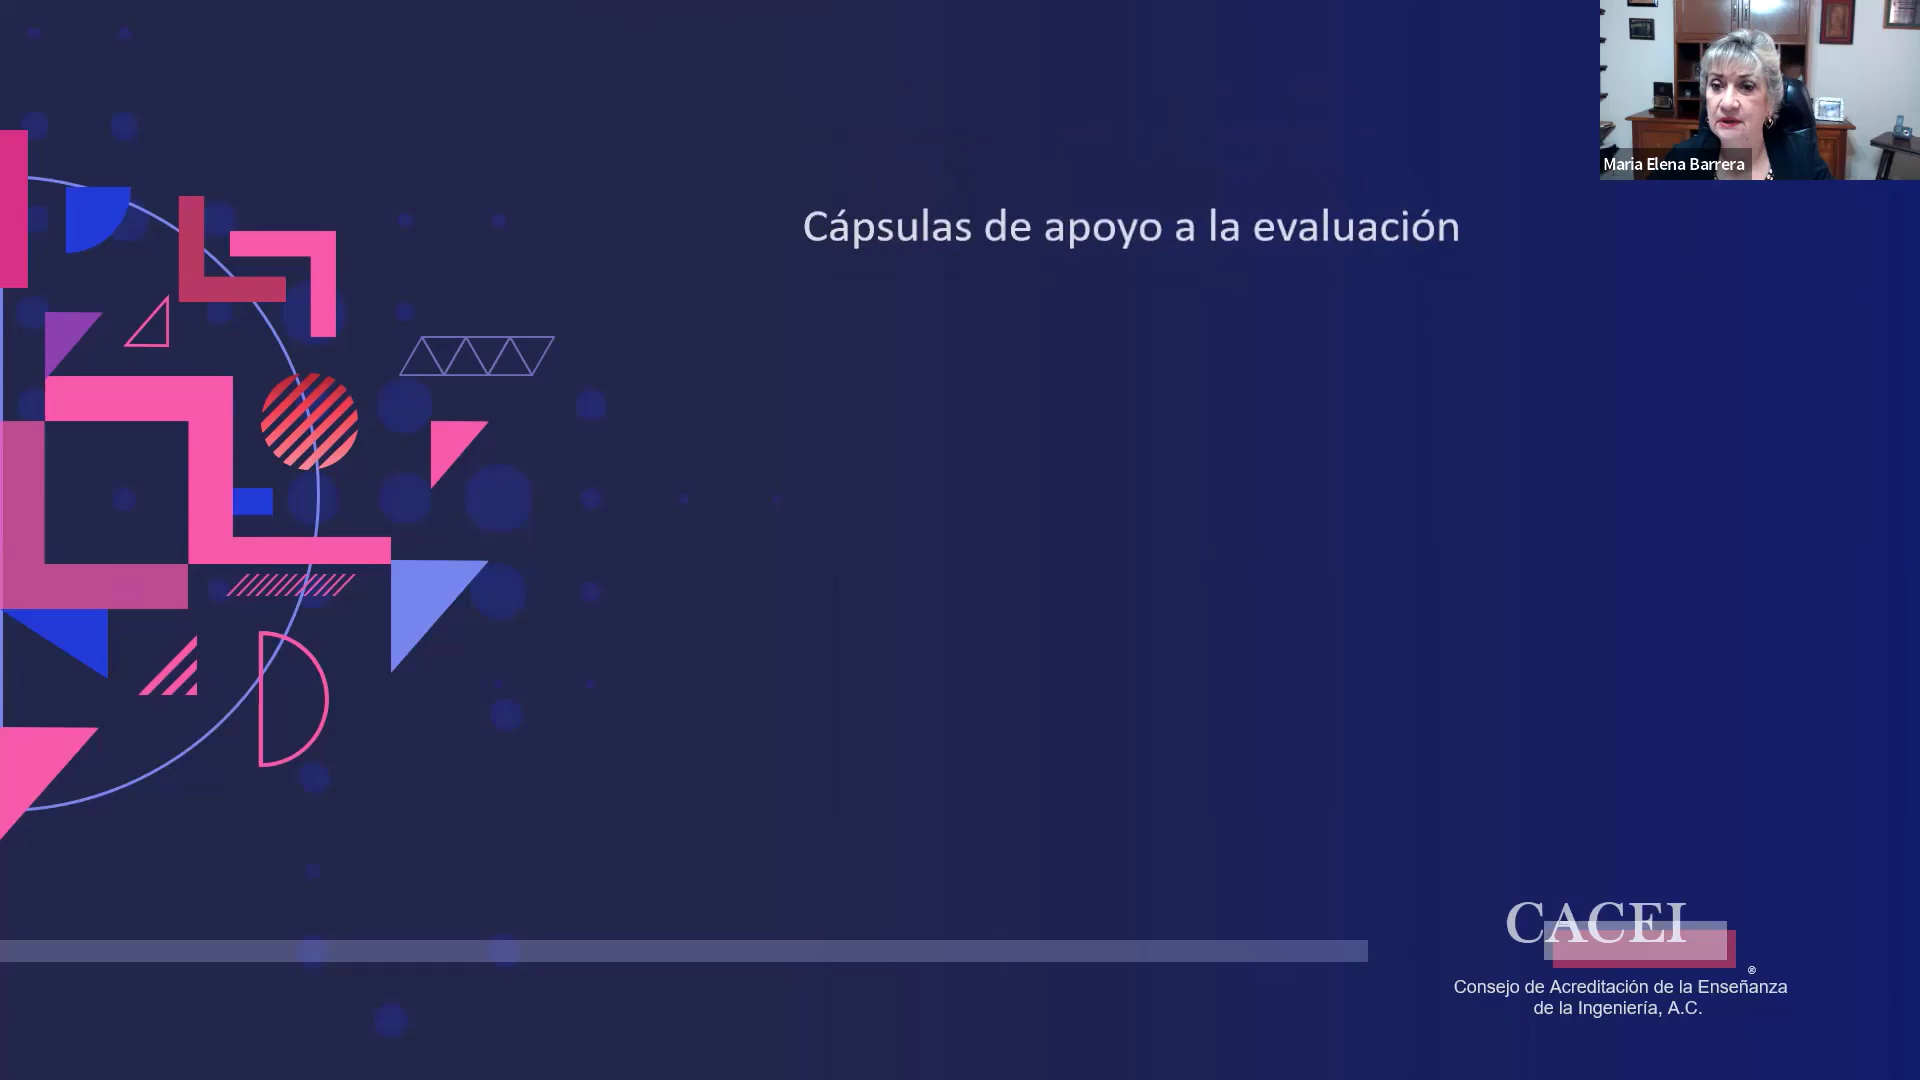 Maria Elena Barrera
Cápsulas de apoyo a la evaluación
CACEI
®
Consejo de Acreditación de la Enseñanza
de la Ingeniería, A.C.